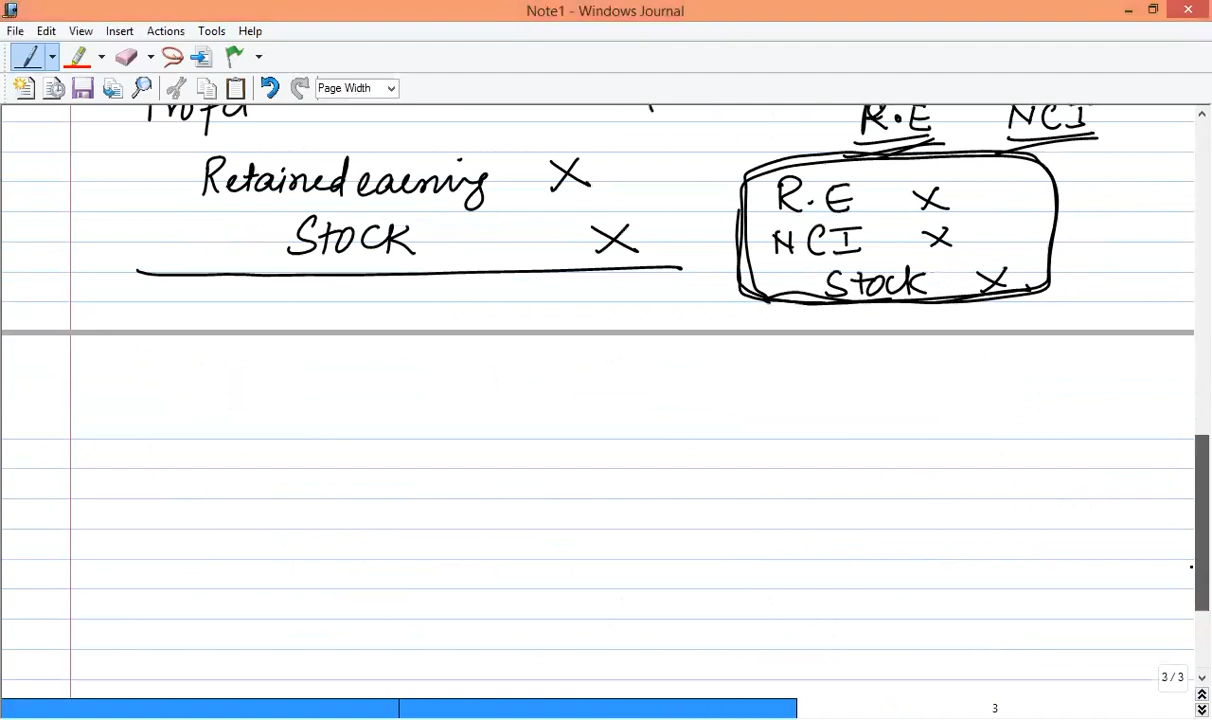 Note1 - Windows Journal
File Edit View Insert Actions Tools Help
Page Width
R.E NCI
Retained earning X
Stock X
R.E X
NCI X
Stock X
3 / 3
3